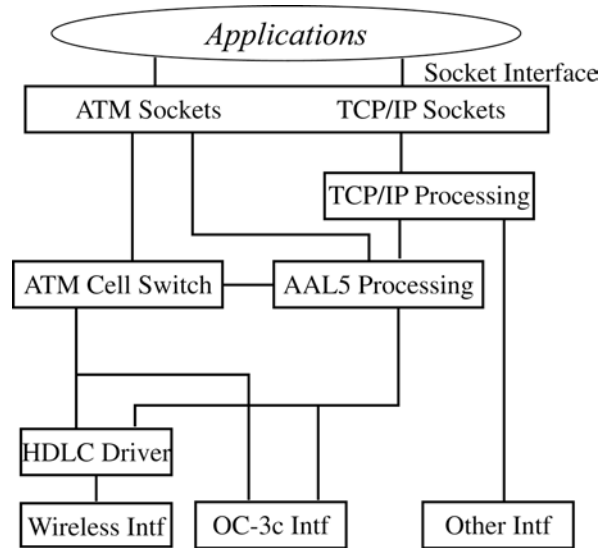 Applications
Socket Interface
ATM Sockets TCP/IP Sockets
TCP/IP Processing
ATM Cell Switch AAL5 Processing
HDLC Driver
Wireless Intf OC-3c Intf Other Intf